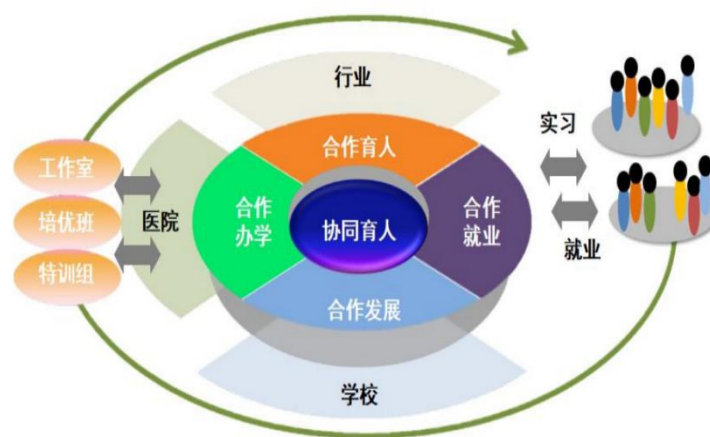 行业
合作育人
实习
工作室
培优班
特训组
医院
合作
办学
协同育人
合作
就业
就业
合作发展
学校